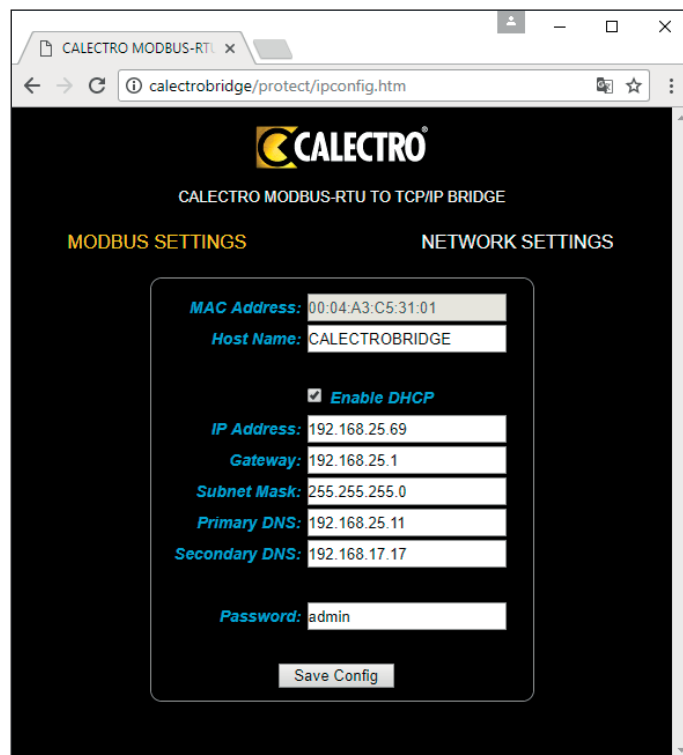 CALECTRO MODBUS-RTU
calectrobridge/protect/ipconfig.htm
CALECTRO®
CALECTRO MODBUS-RTU TO TCP/IP BRIDGE
MODBUS SETTINGS NETWORK SETTINGS
MAC Address: 00:04:A3:C5:31:01
Host Name: CALECTROBRIDGE
Enable DHCP
IP Address: 192.168.25.69
Gateway: 192.168.25.1
Subnet Mask: 255.255.255.0
Primary DNS: 192.168.25.11
Secondary DNS: 192.168.17.17
Password: admin
Save Config